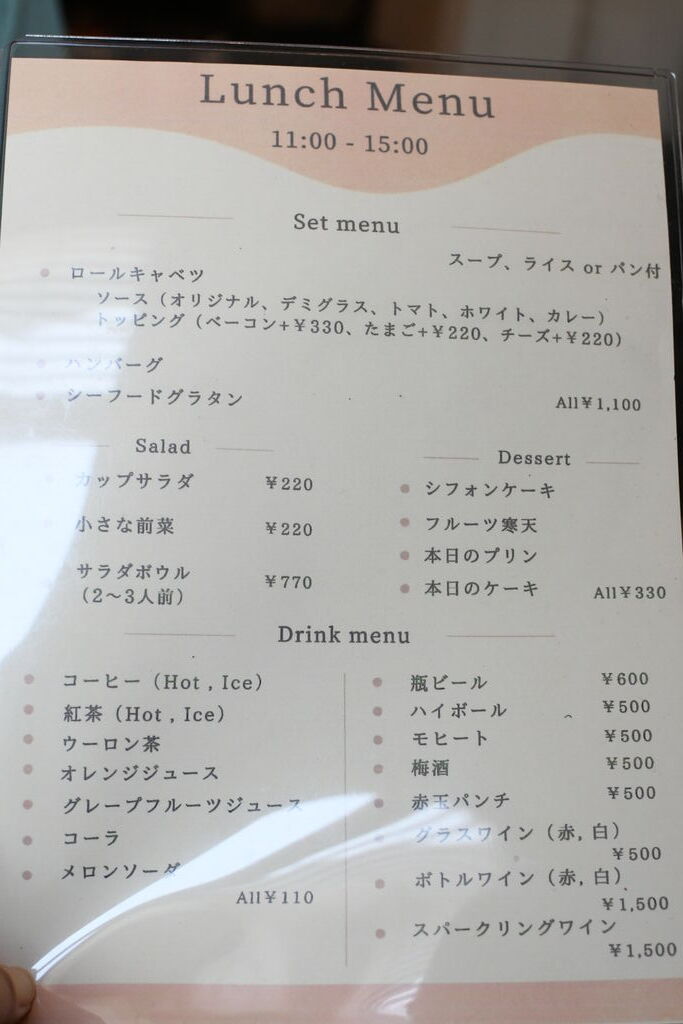 Lunch Menu
11:00 - 15:00
Set menu
スープ、ライス or パン付
ロールキャベツ
ソース（オリジナル、デミグラス、トマト、ホワイト、カレー）
トッピング（ベーコン+¥330、たまご+¥220、チーズ+¥220）
ハンバーグ
シーフードグラタン
All¥1,100
Salad
カップサラダ ¥220
小さな前菜 ¥220
サラダボウル ¥770
（2〜3人前）
Dessert
シフォンケーキ
フルーツ寒天
本日のプリン
本日のケーキ
All¥330
Drink menu
コーヒー（Hot , Ice）
紅茶（Hot , Ice）
ウーロン茶
オレンジジュース
グレープフルーツジュース
コーラ
メロンソーダ
All¥110
瓶ビール ¥600
ハイボール ¥500
モヒート ¥500
梅酒 ¥500
赤玉パンチ ¥500
グラスワイン（赤, 白）
¥500
ボトルワイン（赤, 白）
¥1,500
スパークリングワイン
¥1,500